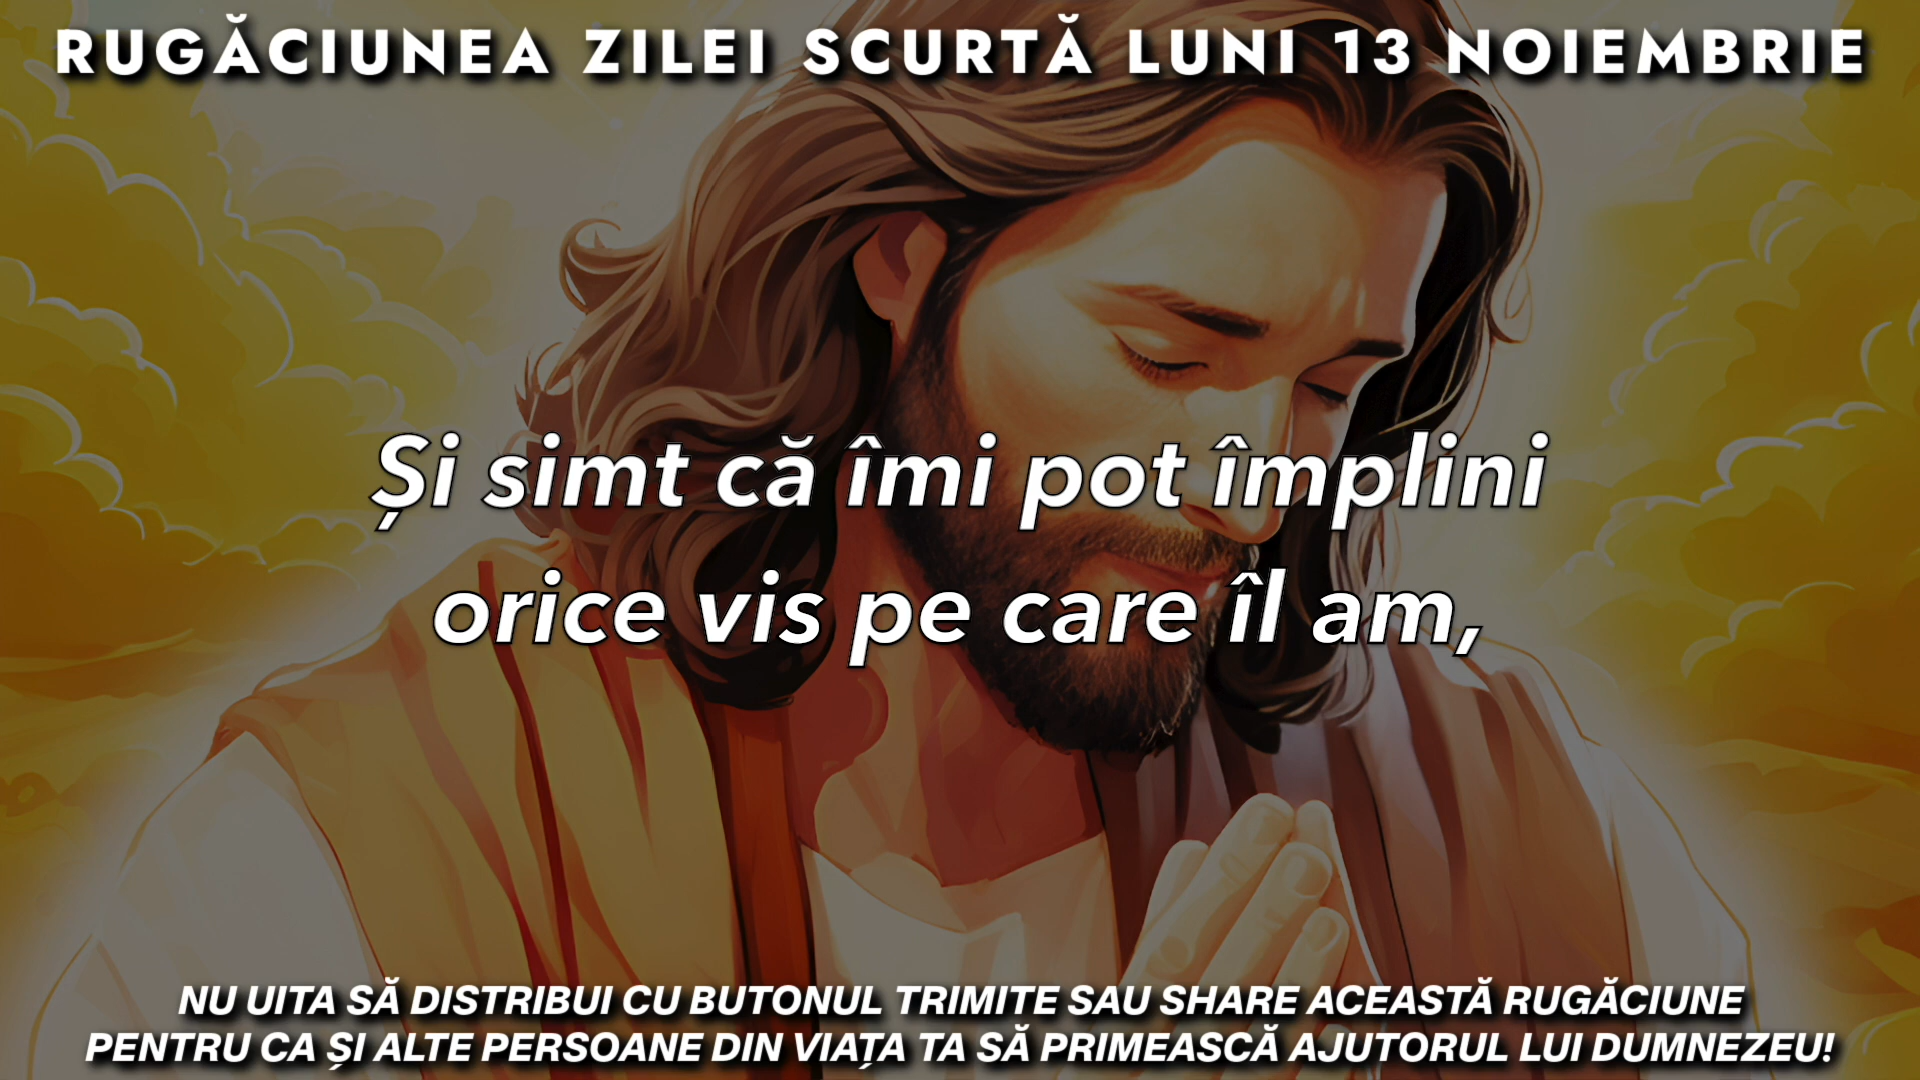 RUGĂCIUNEA ZILEI SCURTĂ LUNI 13 NOIEMBRIE
Și simt că îmi pot împlini
orice vis pe care îl am,
NU UITA SĂ DISTRIBUI CU BUTONUL TRIMITE SAU SHARE ACEASTĂ RUGĂCIUNE
PENTRU CA ȘI ALTE PERSOANE DIN VIAȚA TA SĂ PRIMEASCĂ AJUTORUL LUI DUMNEZEU!